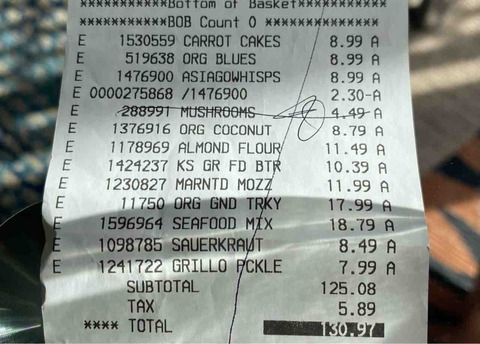 ***********Bottom of Basket***********
***********BOB Count 0 ***********
E 1530559 CARROT CAKES 8.99 A
E 519638 ORG BLUES 8.99 A
E 1476900 ASIAGOWHISPS 8.99 A
E 0000275868 /1476900 2.30-A
E 288991 MUSHROOMS 4.49 A
E 1376916 ORG COCONUT 8.79 A
E 1178969 ALMOND FLOUR 11.49 A
E 1424237 KS GR FD BTR 10.39 A
E 1230827 MARNTD MOZZ 11.99 A
E 11750 ORG GND TRKY 17.99 A
E 1596964 SEAFOOD MIX 18.79 A
E 1098785 SAUERKRAUT 8.49 A
E 1241722 GRILLO PCKLE 7.99 A
SUBTOTAL 125.08
TAX 5.89
**** TOTAL 130.97